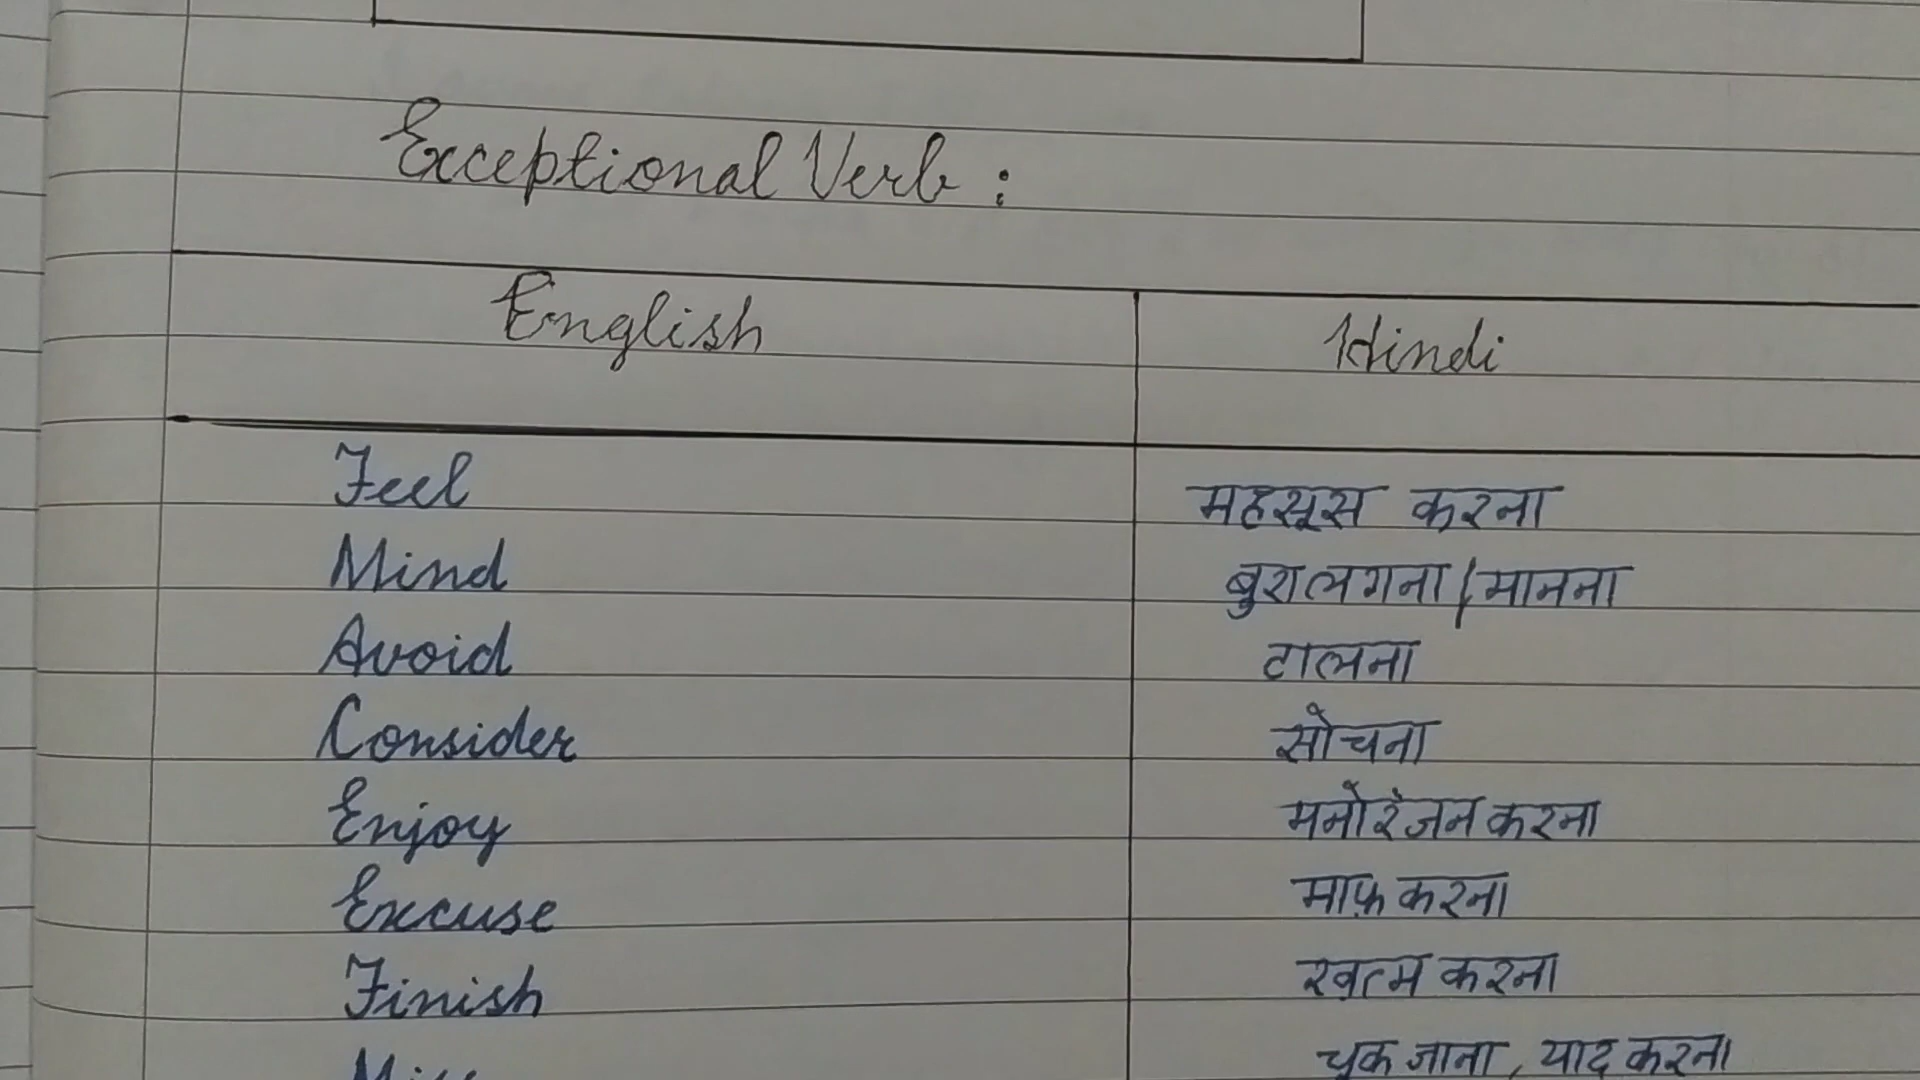 Exceptional Verb :
English Hindi
Feel महसूस करना
Mind बुरा लगना / मानना
Avoid टालना
Consider सोचना
Enjoy मनोरंजन करना
Excuse माफ़ करना
Finish ख़त्म करना
चूक जाना, याद करना